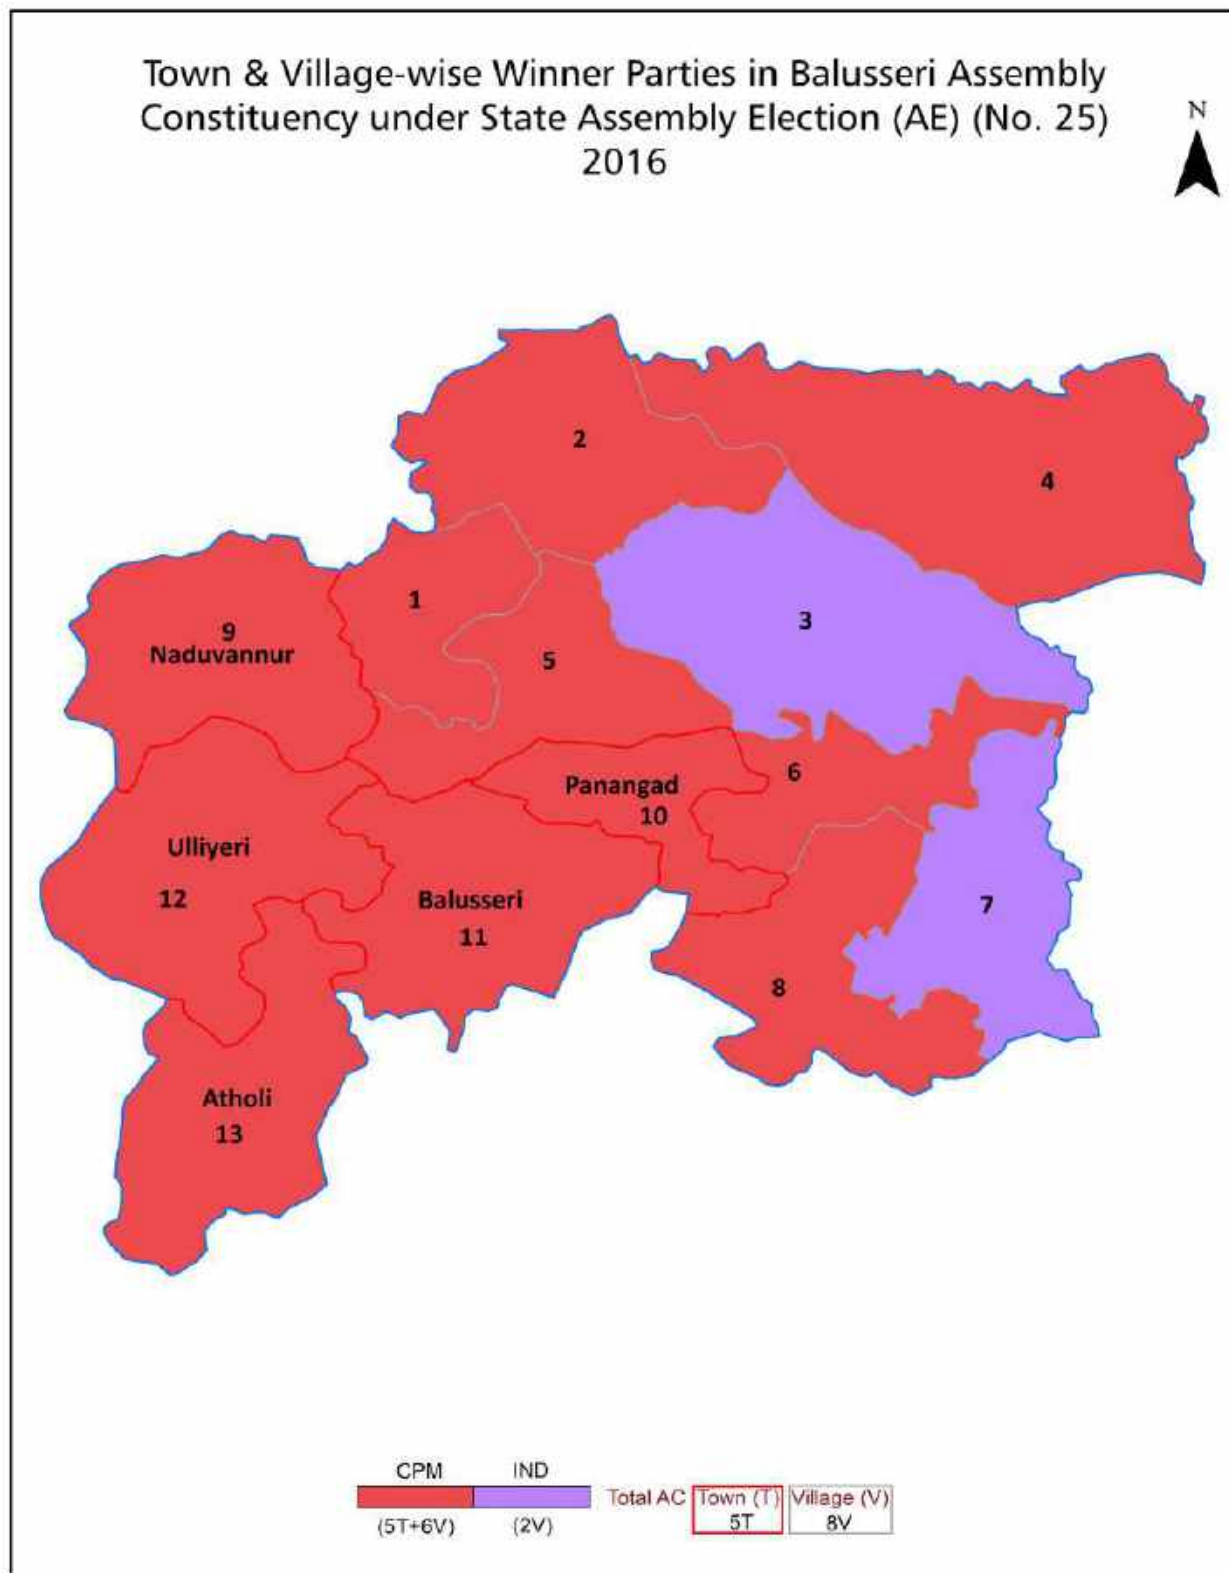 Town & Village-wise Winner Parties in Balusseri Assembly
Constituency under State Assembly Election (AE) (No. 25)
2016
N
2
4
1
3
9
Naduvannur
5
6
Panangad
10
Ulliyeri
12
Balusseri
11
7
8
Atholi
13
CPM IND
Total AC Town (T) Village (V)
(5T+6V) (2V) 5T 8V